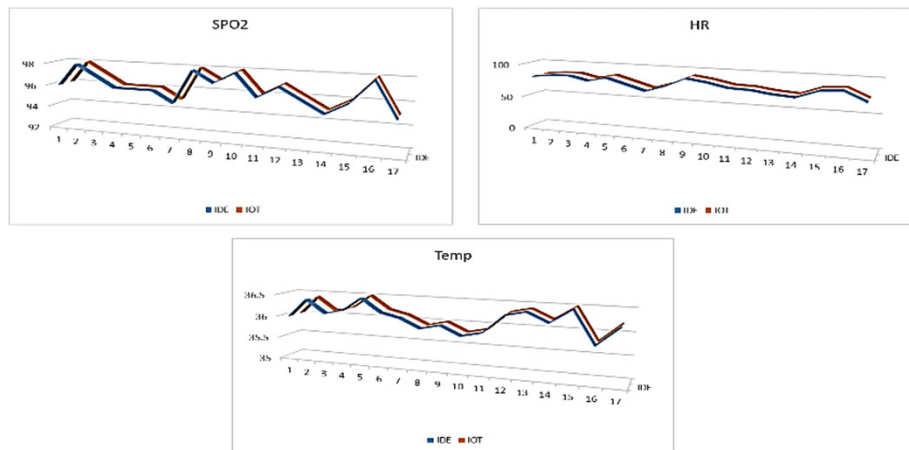 SPO2
98
96
94
92
1 2 3 4 5 6 7 8 9 10 11 12 14 15 16 17
IDE
IDE IOT
HR
100
50
0
1 2 3 4 5 6 7 8 9 10 11 12 14 15 16 17
IDE
IDE IOT
Temp
36.5
36
35.5
35
1 2 3 4 5 6 7 8 9 10 11 12 13 14 15 16 17
IDE
IDE IOT